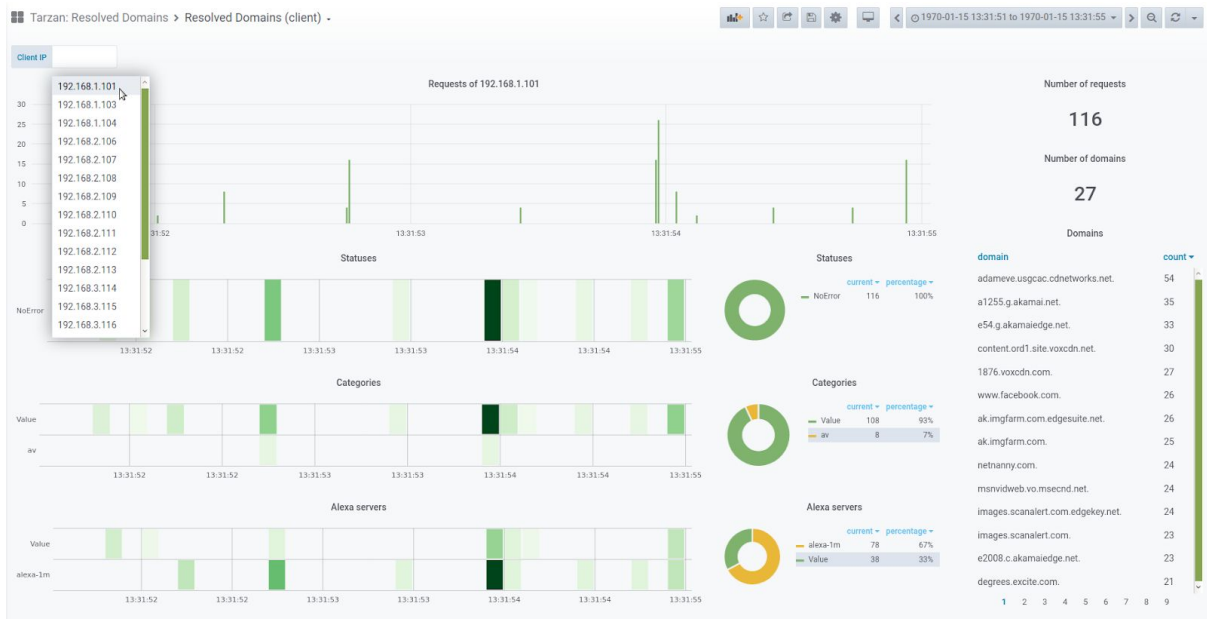 Tarzan: Resolved Domains > Resolved Domains (client)
1970-01-15 13:31:51 to 1970-01-15 13:31:55
Client IP
192.168.1.101
192.168.1.103
192.168.1.104
192.168.2.106
192.168.2.107
192.168.2.108
192.168.2.109
192.168.2.110
192.168.2.111
192.168.2.112
192.168.2.113
192.168.3.114
192.168.3.115
192.168.3.116
Requests of 192.168.1.101
30
25
20
15
10
5
0
31:52 13:31:53 13:31:54 13:31:55
Number of requests
116
Number of domains
27
Statuses
NoError
13:31:52 13:31:52 13:31:53 13:31:53 13:31:54 13:31:54 13:31:55
Statuses
current percentage
NoError 116 100%
Categories
Value
av
13:31:52 13:31:52 13:31:53 13:31:53 13:31:54 13:31:54 13:31:55
Categories
current percentage
Value 108 93%
av 8 7%
Alexa servers
Value
alexa-1m
13:31:52 13:31:52 13:31:53 13:31:53 13:31:54 13:31:54 13:31:55
Alexa servers
current percentage
alexa-1m 78 67%
Value 38 33%
Domains
domain count
adameve.usgcac.cdnetworks.net. 54
a1255.g.akamai.net. 35
e54.g.akamaiedge.net. 33
content.ord1.site.voxcdn.net. 30
1876.voxcdn.com. 27
www.facebook.com. 26
ak.imgfarm.com.edgesuite.net. 26
ak.imgfarm.com. 25
netnanny.com. 24
msnvidweb.vo.msecnd.net. 24
images.scanalert.com.edgekey.net. 24
images.scanalert.com. 23
e2008.c.akamaiedge.net. 23
degrees.excite.com. 21
1 2 3 4 5 6 7 8 9